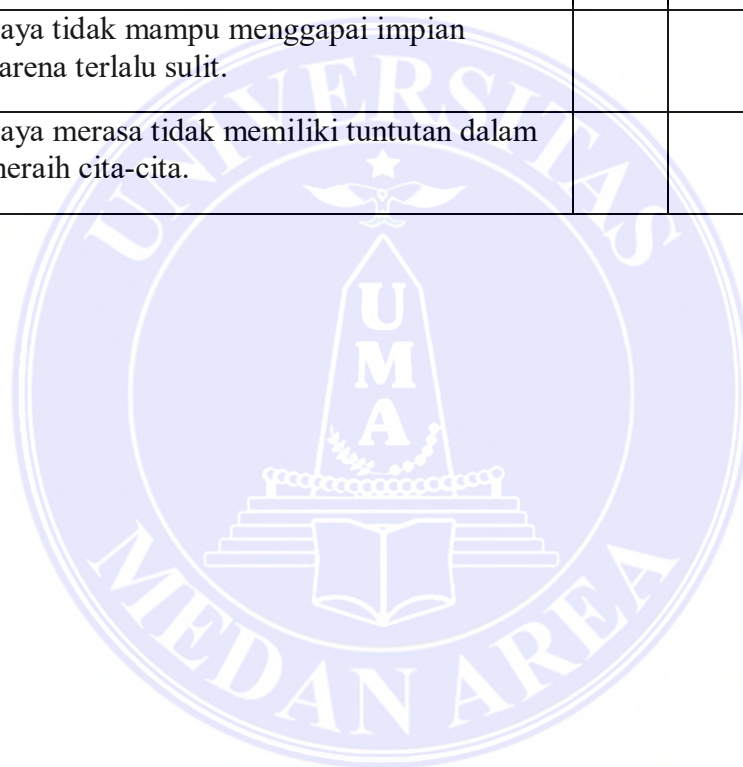 aya tidak mampu menggapai impian
arena terlalu sulit.
aya merasa tidak memiliki tuntutan dalam
neraih cita-cita.
UNIVERSITAS
U
M
A
MEDAN AREA